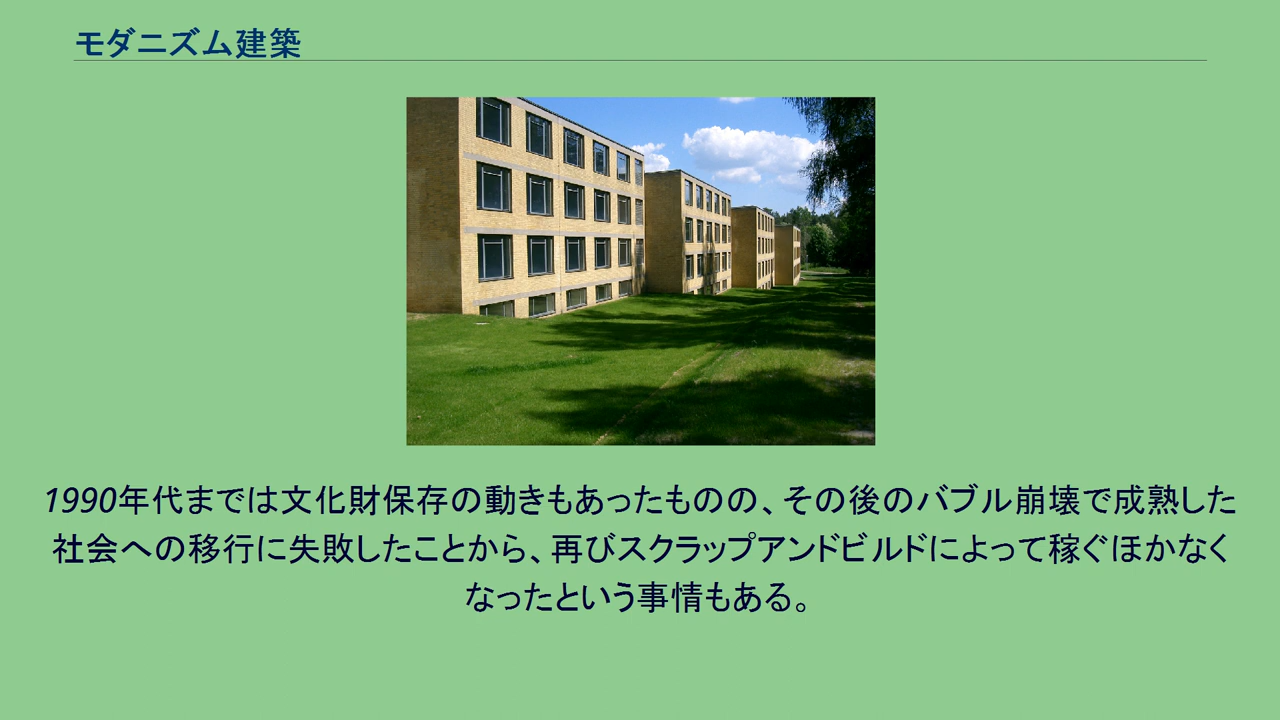 モダニズム建築
1990年代までは文化財保存の動きもあったものの、その後のバブル崩壊で成熟した
社会への移行に失敗したことから、再びスクラップアンドビルドによって稼ぐほかなく
なったという事情もある。